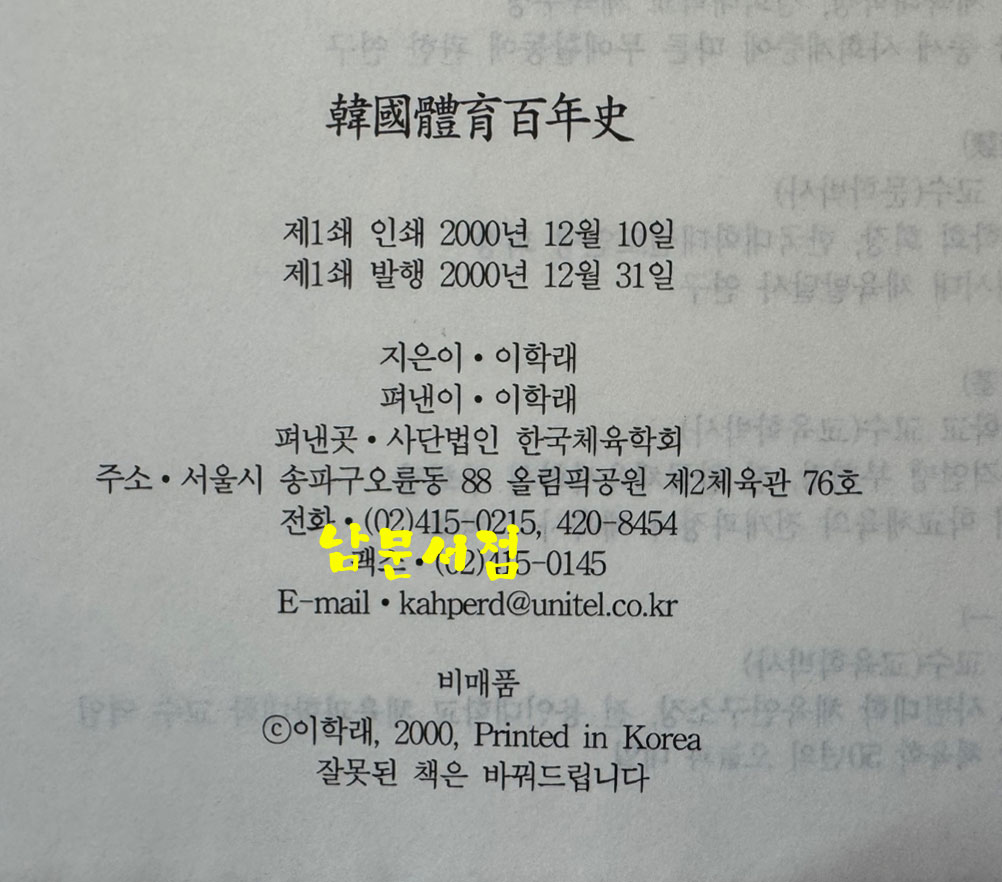 韓國體育百年史
제1쇄 인쇄 2000년 12월 10일
제1쇄 발행 2000년 12월 31일
지은이・이학래
펴낸이・이학래
펴낸곳・사단법인 한국체육학회
주소・서울시 송파구오륜동 88 올림픽공원 제2체육관 76호
전화・(02)415-0215, 420-8454
남문서점
팩스・(02)415-0145
E-mail・kahperd@unitel.co.kr
비매품
ⓒ이학래, 2000, Printed in Korea
잘못된 책은 바꿔드립니다